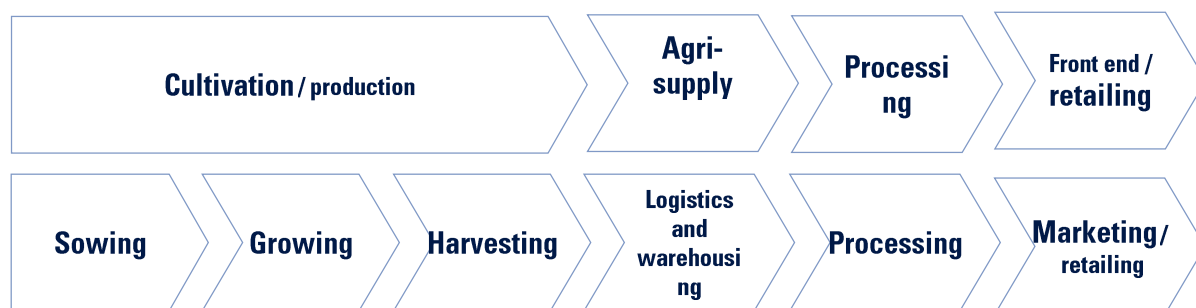 Cultivation / production
Agri-
supply
Processi
ng
Front end /
retailing
Sowing
Growing
Harvesting
Logistics
and
warehousi
ng
Processing
Marketing /
retailing